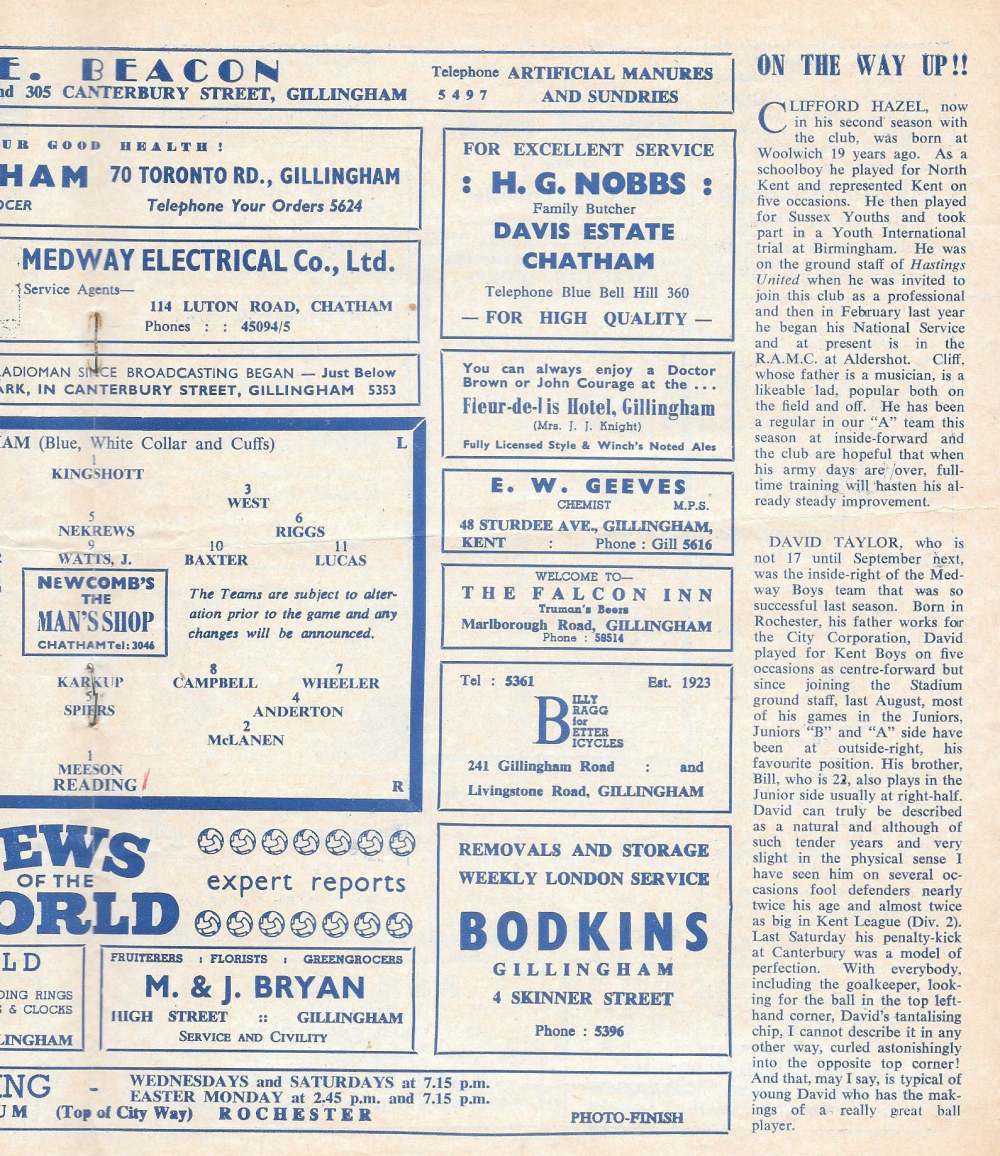 E. BEACON
nd 305 CANTERBURY STREET, GILLINGHAM
Telephone ARTIFICIAL MANURES
5 4 9 7 AND SUNDRIES
UR GOOD HEALTH !
HAM 70 TORONTO RD., GILLINGHAM
OCER Telephone Your Orders 5624
MEDWAY ELECTRICAL Co., Ltd.
Service Agents—
114 LUTON ROAD, CHATHAM
Phones : : 45094/5
ADIOMAN SINCE BROADCASTING BEGAN — Just Below
ARK, IN CANTERBURY STREET, GILLINGHAM 5353
AM (Blue, White Collar and Cuffs) L
1
KINGSHOTT
3
WEST
5 6
NEKREWS RIGGS
9 10 11
WATTS, J. BAXTER LUCAS
NEWCOMB'S
THE
MAN'S SHOP
CHATHAM Tel: 3046
The Teams are subject to alter-
ation prior to the game and any
changes will be announced.
9 8 7
KARKUP CAMPBELL WHEELER
5 4
SPIERS ANDERTON
2
McLANEN
1
MEESON
READING R
EWS
OF THE
ORLD
expert reports
LD
DING RINGS
S & CLOCKS
LINGHAM
FRUITERERS : FLORISTS : GREENGROCERS
M. & J. BRYAN
HIGH STREET :: GILLINGHAM
SERVICE AND CIVILITY
NG - WEDNESDAYS and SATURDAYS at 7.15 p.m.
EASTER MONDAY at 2.45 p.m. and 7.15 p.m.
UM (Top of City Way) ROCHESTER PHOTO-FINISH
FOR EXCELLENT SERVICE
: H. G. NOBBS :
Family Butcher
DAVIS ESTATE
CHATHAM
Telephone Blue Bell Hill 360
— FOR HIGH QUALITY —
You can always enjoy a Doctor
Brown or John Courage at the ...
Fleur-de-lis Hotel, Gillingham
(Mrs. J. J. Knight)
Fully Licensed Style & Winch's Noted Ales
E. W. GEEVES
CHEMIST M.P.S.
48 STURDEE AVE., GILLINGHAM,
KENT : Phone : Gill 5616
WELCOME TO—
THE FALCON INN
Truman's Beers
Marlborough Road, GILLINGHAM
Phone : 58514
Tel : 5361 Est. 1923
BILLY
RAGG
for
BETTER
BICYCLES
241 Gillingham Road : and
Livingstone Road, GILLINGHAM
REMOVALS AND STORAGE
WEEKLY LONDON SERVICE
BODKINS
GILLINGHAM
4 SKINNER STREET
Phone : 5396
ON THE WAY UP!!
CLIFFORD HAZEL, now
in his second season with
the club, was born at
Woolwich 19 years ago. As a
schoolboy he played for North
Kent and represented Kent on
five occasions. He then played
for Sussex Youths and took
part in a Youth International
trial at Birmingham. He was
on the ground staff of Hastings
United when he was invited to
join this club as a professional
and then in February last year
he began his National Service
and at present is in the
R.A.M.C. at Aldershot. Cliff,
whose father is a musician, is a
likeable lad, popular both on
the field and off. He has been
a regular in our "A" team this
season at inside-forward and
the club are hopeful that when
his army days are over, full-
time training will hasten his al-
ready steady improvement.
DAVID TAYLOR, who is
not 17 until September next,
was the inside-right of the Med-
way Boys team that was so
successful last season. Born in
Rochester, his father works for
the City Corporation, David
played for Kent Boys on five
occasions as centre-forward but
since joining the Stadium
ground staff, last August, most
of his games in the Juniors,
Juniors "B" and "A" side have
been at outside-right, his
favourite position. His brother,
Bill, who is 22, also plays in the
Junior side usually at right-half.
David can truly be described
as a natural and although of
such tender years and very
slight in the physical sense I
have seen him on several oc-
casions fool defenders nearly
twice his age and almost twice
as big in Kent League (Div. 2).
Last Saturday his penalty-kick
at Canterbury was a model of
perfection. With everybody,
including the goalkeeper, look-
ing for the ball in the top left-
hand corner, David's tantalising
chip, I cannot describe it in any
other way, curled astonishingly
into the opposite top corner!
And that, may I say, is typical of
young David who has the mak-
ings of a really great ball
player.